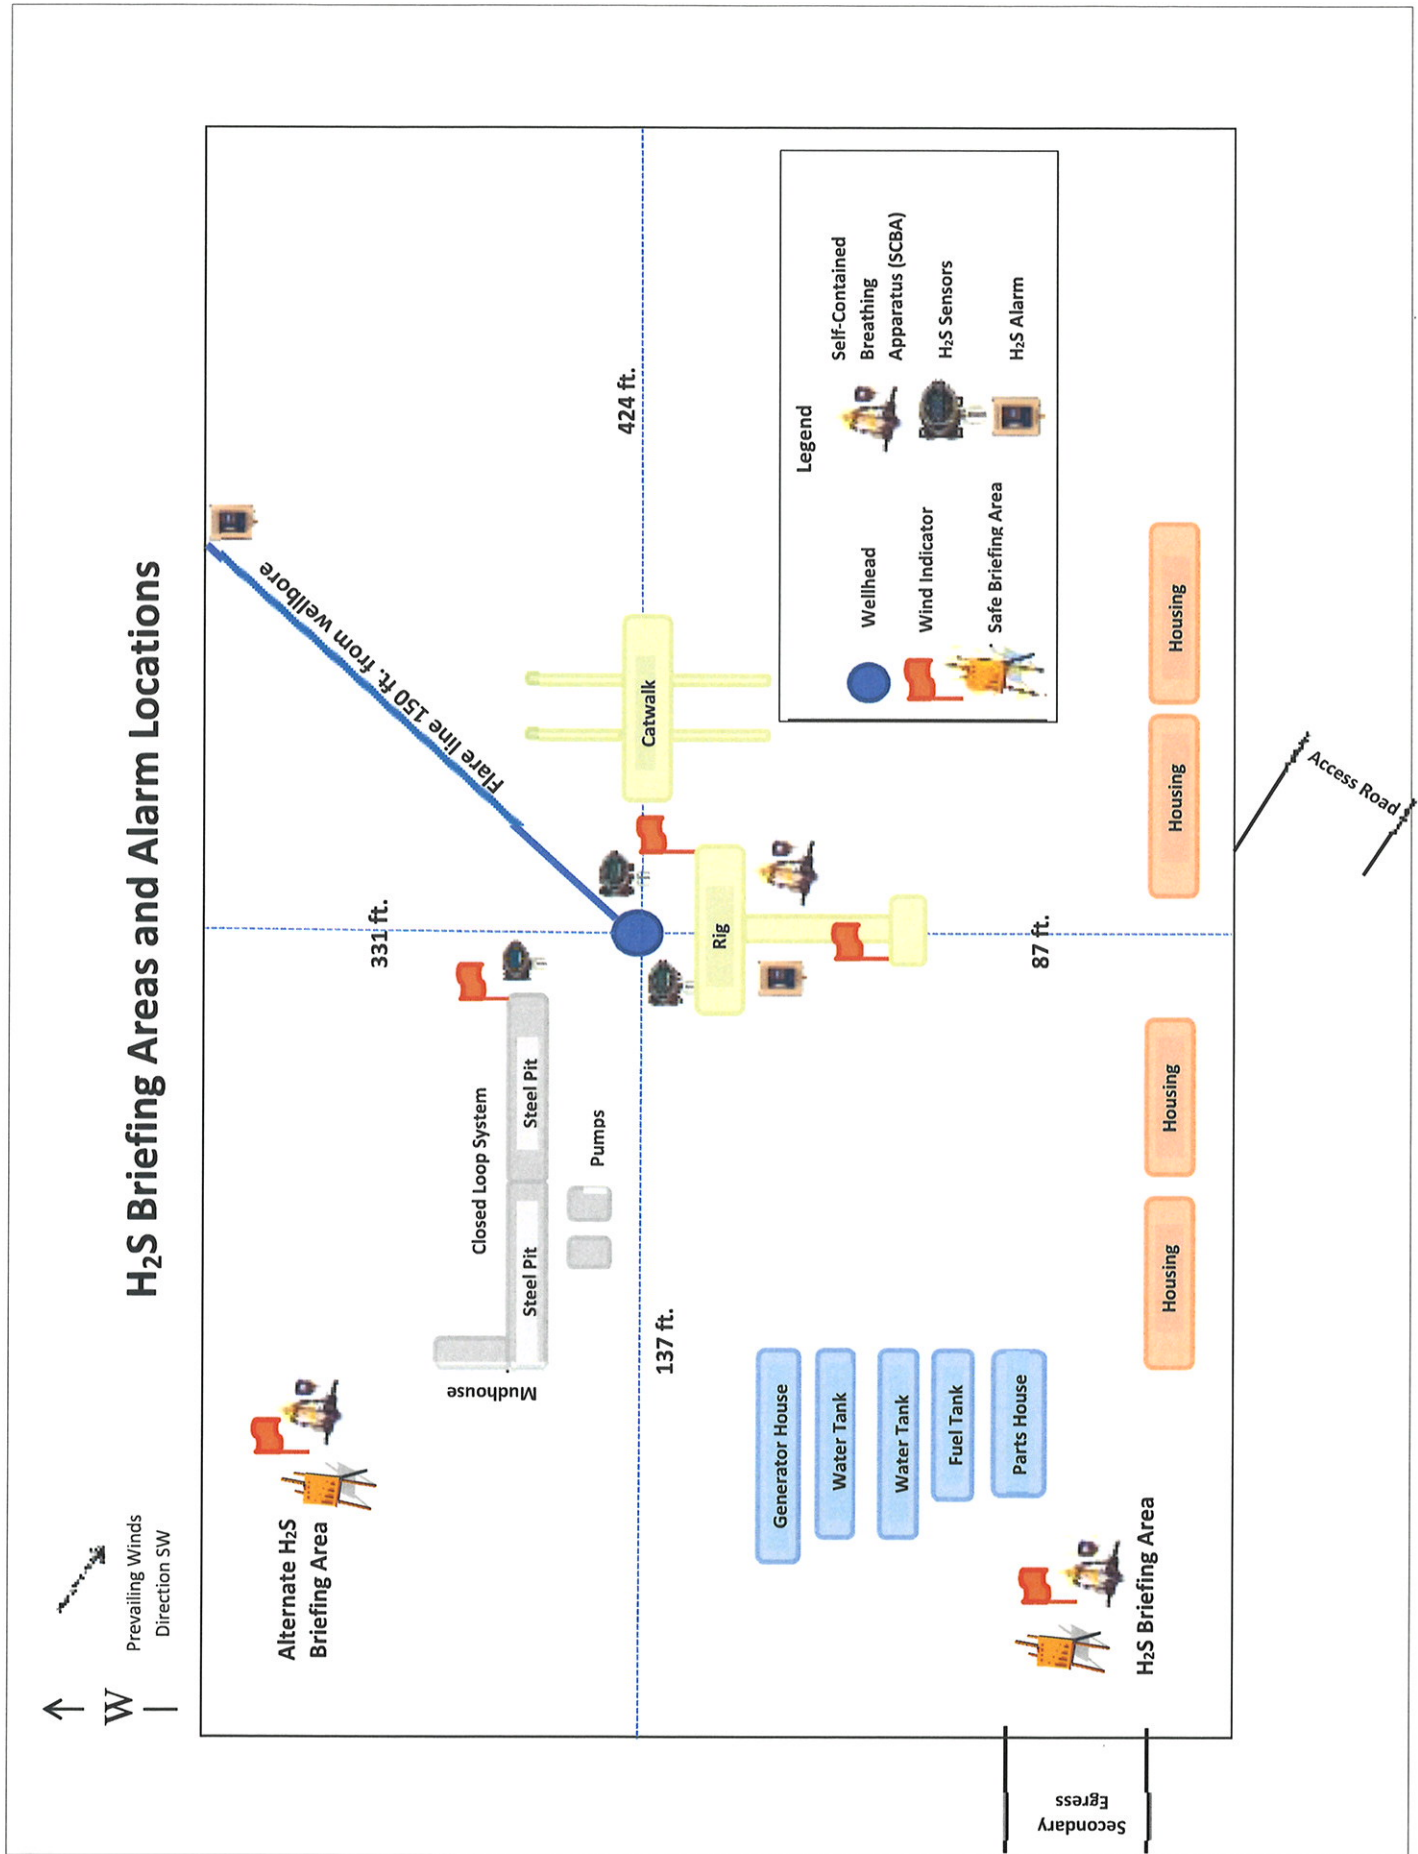 H₂S Briefing Areas and Alarm Locations
W
Prevailing Winds
Direction SW
Alternate H₂S
Briefing Area
Mudhouse
Closed Loop System
Steel Pit
Steel Pit
Pumps
331 ft.
Flare line 150 ft. from wellbore
424 ft.
137 ft.
Catwalk
Rig
87 ft.
Generator House
Water Tank
Water Tank
Fuel Tank
Parts House
H₂S Briefing Area
Housing
Housing
Housing
Housing
Legend
Wellhead
Wind Indicator
Safe Briefing Area
Self-Contained
Breathing
Apparatus (SCBA)
H₂S Sensors
H₂S Alarm
Secondary
Egress
Access Road